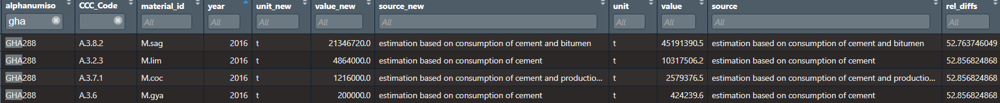 alphanumiso CCC_Code material_id year unit_new value_new source_new unit value source rel_diffs
gha All All All All All All All All All
GHA288 A.3.8.2 M.sag 2016 t 21346720.0 estimation based on consumption of cement and bitumen t 45191390.5 estimation based on consumption of cement and bitumen 52.763746049
GHA288 A.3.2.3 M.lim 2016 t 4864000.0 estimation based on consumption of cement t 10317506.2 estimation based on consumption of cement 52.856824868
GHA288 A.3.7.1 M.coc 2016 t 1216000.0 estimation based on consumption of cement and productio... t 2579376.5 estimation based on consumption of cement and productio... 52.856824868
GHA288 A.3.6 M.gya 2016 t 200000.0 estimation based on consumption of cement t 424239.6 estimation based on consumption of cement 52.856824868